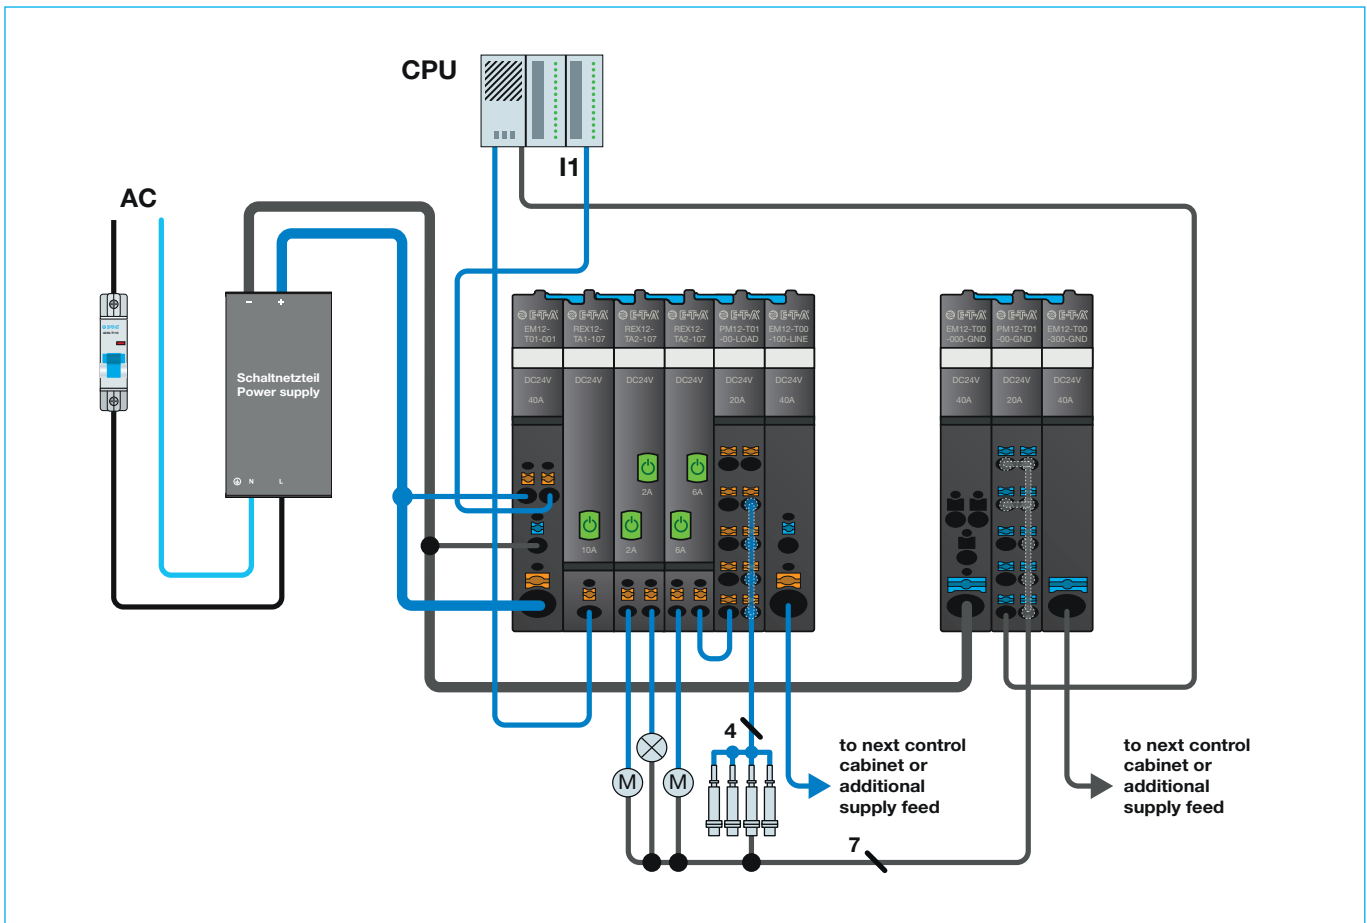 CPU
I1
AC
–
+
Schaltnetzteil
Power supply
N
L
E-T-A
EM12-
T01-001
DC24V
40A
E-T-A
REX12-
TA1-107
DC24V
10A
E-T-A
REX12-
TA2-107
DC24V
2A
2A
E-T-A
REX12-
TA2-107
DC24V
6A
6A
E-T-A
PM12-T01
-00-LOAD
DC24V
20A
E-T-A
EM12-T00
-100-LINE
DC24V
40A
E-T-A
EM12-T00
-000-GND
DC24V
40A
E-T-A
PM12-T01
-00-GND
DC24V
20A
E-T-A
EM12-T00
-300-GND
DC24V
40A
M
M
4
7
to next control
cabinet or
additional
supply feed
to next control
cabinet or
additional
supply feed